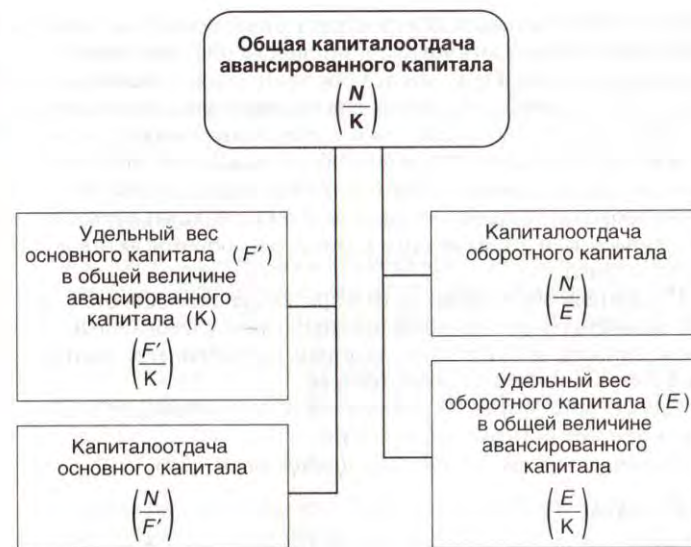 Общая капиталоотдача
авансированного капитала
(N/K)
Удельный вес
основного капитала (F′)
в общей величине
авансированного
капитала (K)
(F′/K)
Капиталоотдача
основного капитала
(N/F′)
Капиталоотдача
оборотного капитала
(N/E)
Удельный вес
оборотного капитала (E)
в общей величине
авансированного
капитала
(E/K)